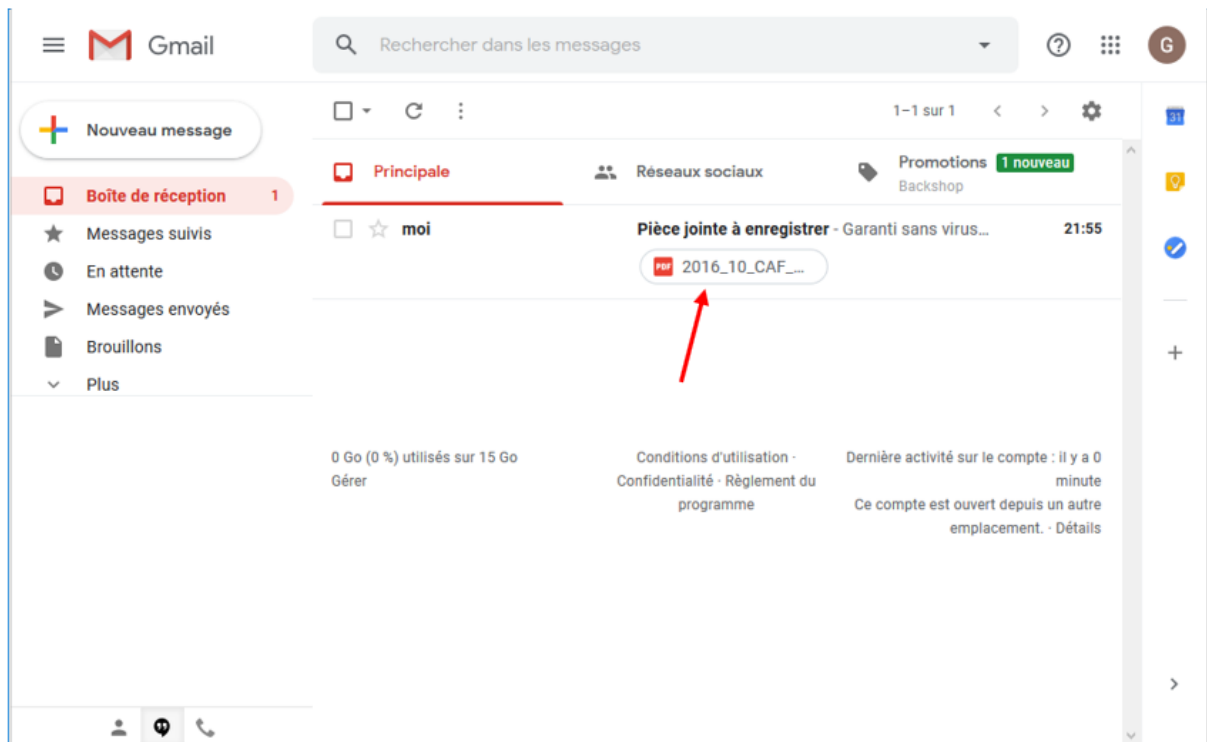 Gmail
Rechercher dans les messages
G
Nouveau message
1–1 sur 1
31
Principale
Réseaux sociaux
Promotions 1 nouveau
Backshop
Boîte de réception 1
Messages suivis
En attente
Messages envoyés
Brouillons
Plus
moi Pièce jointe à enregistrer - Garanti sans virus... 21:55
PDF 2016_10_CAF_...
0 Go (0 %) utilisés sur 15 Go
Gérer
Conditions d'utilisation ·
Confidentialité · Règlement du
programme
Dernière activité sur le compte : il y a 0
minute
Ce compte est ouvert depuis un autre
emplacement. · Détails